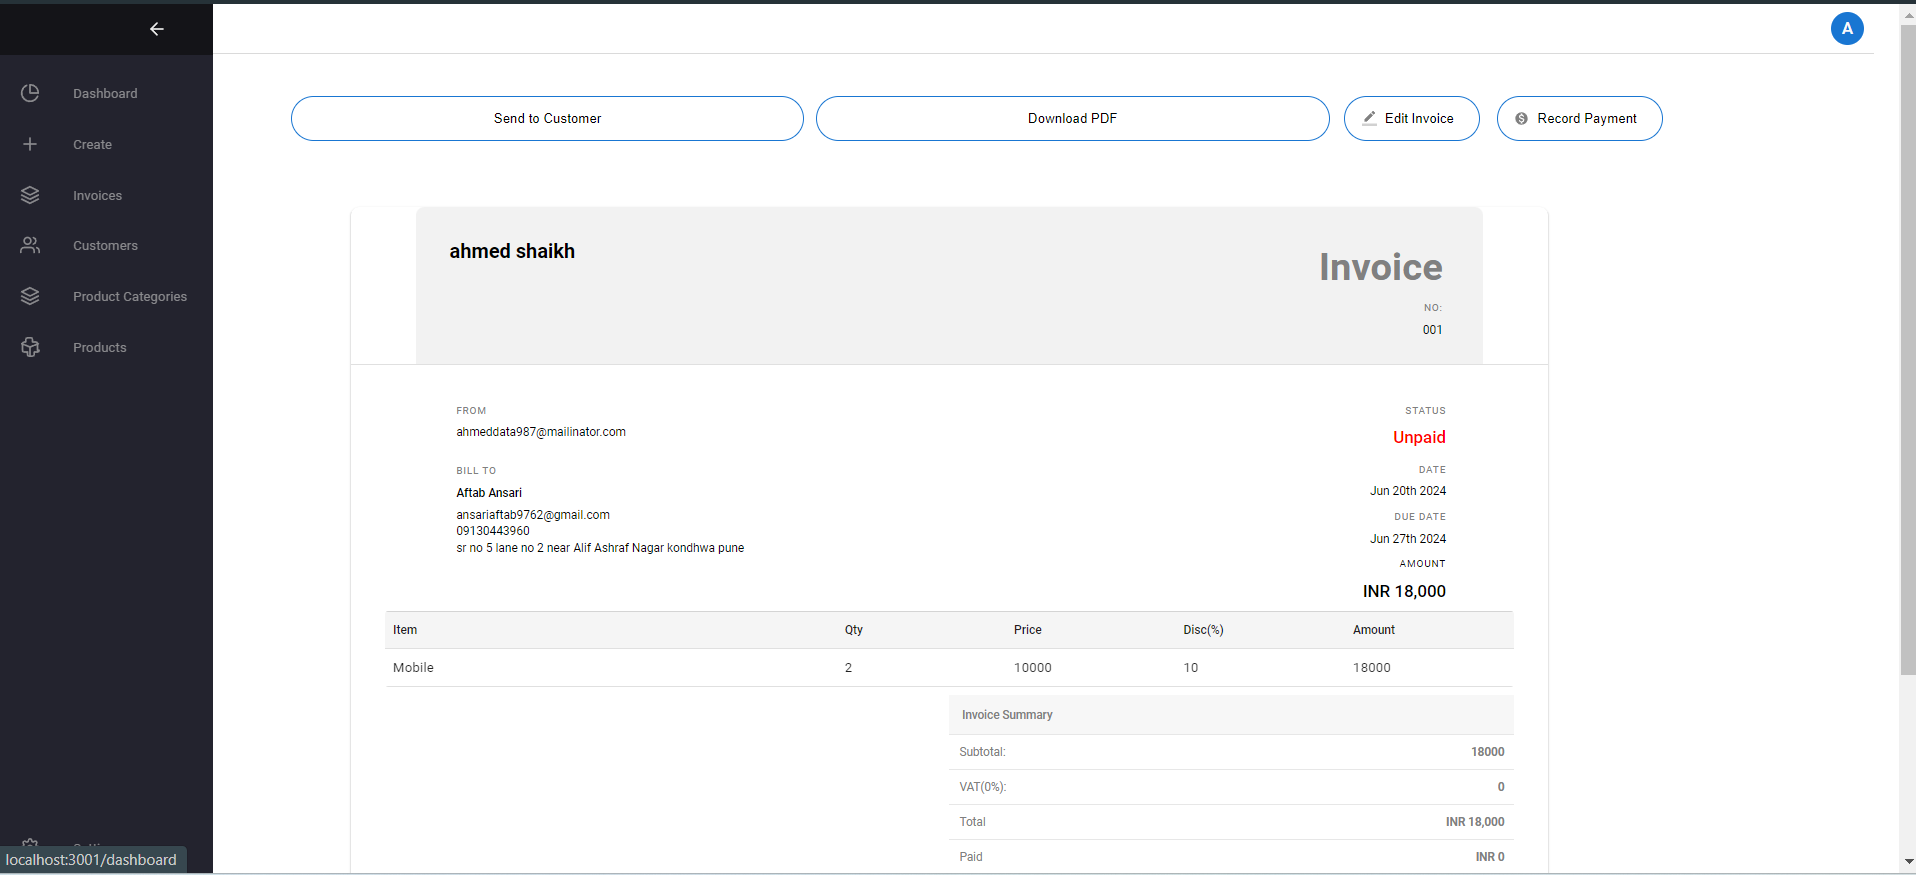 A
Dashboard
Create
Invoices
Customers
Product Categories
Products
localhost:3001/dashboard
Send to Customer
Download PDF
Edit Invoice
Record Payment
ahmed shaikh
Invoice
NO:
001
FROM
ahmeddata987@mailinator.com
BILL TO
Aftab Ansari
ansariaftab9762@gmail.com
09130443960
sr no 5 lane no 2 near Alif Ashraf Nagar kondhwa pune
STATUS
Unpaid
DATE
Jun 20th 2024
DUE DATE
Jun 27th 2024
AMOUNT
INR 18,000
Item Qty Price Disc(%) Amount
Mobile 2 10000 10 18000
Invoice Summary
Subtotal: 18000
VAT(0%): 0
Total INR 18,000
Paid INR 0